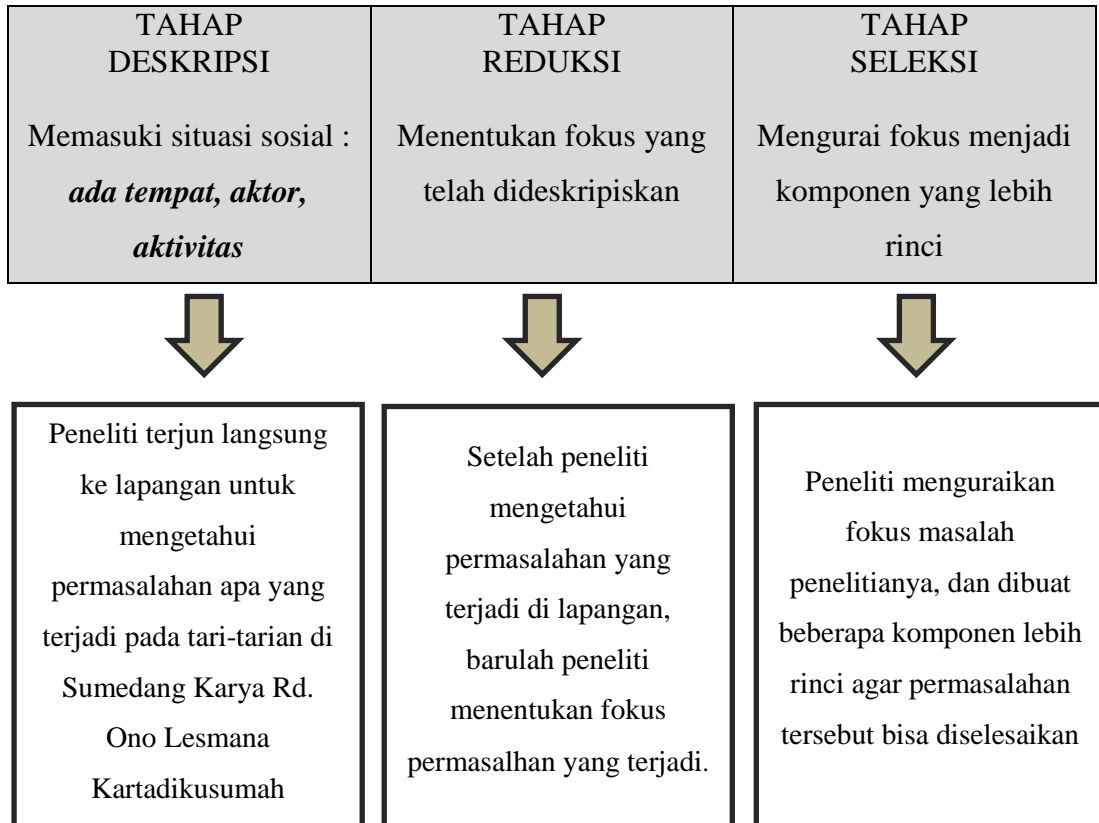 TAHAP
DESKRIPSI
Memasuki situasi sosial :
ada tempat, aktor,
aktivitas
TAHAP
REDUKSI
Menentukan fokus yang
telah dideskripiskan
TAHAP
SELEKSI
Mengurai fokus menjadi
komponen yang lebih
rinci
Peneliti terjun langsung
ke lapangan untuk
mengetahui
permasalahan apa yang
terjadi pada tari-tarian di
Sumedang Karya Rd.
Ono Lesmana
Kartadikusumah
Setelah peneliti
mengetahui
permasalahan yang
terjadi di lapangan,
barulah peneliti
menentukan fokus
permasalhan yang terjadi.
Peneliti menguraikan
fokus masalah
penelitianya, dan dibuat
beberapa komponen lebih
rinci agar permasalahan
tersebut bisa diselesaikan